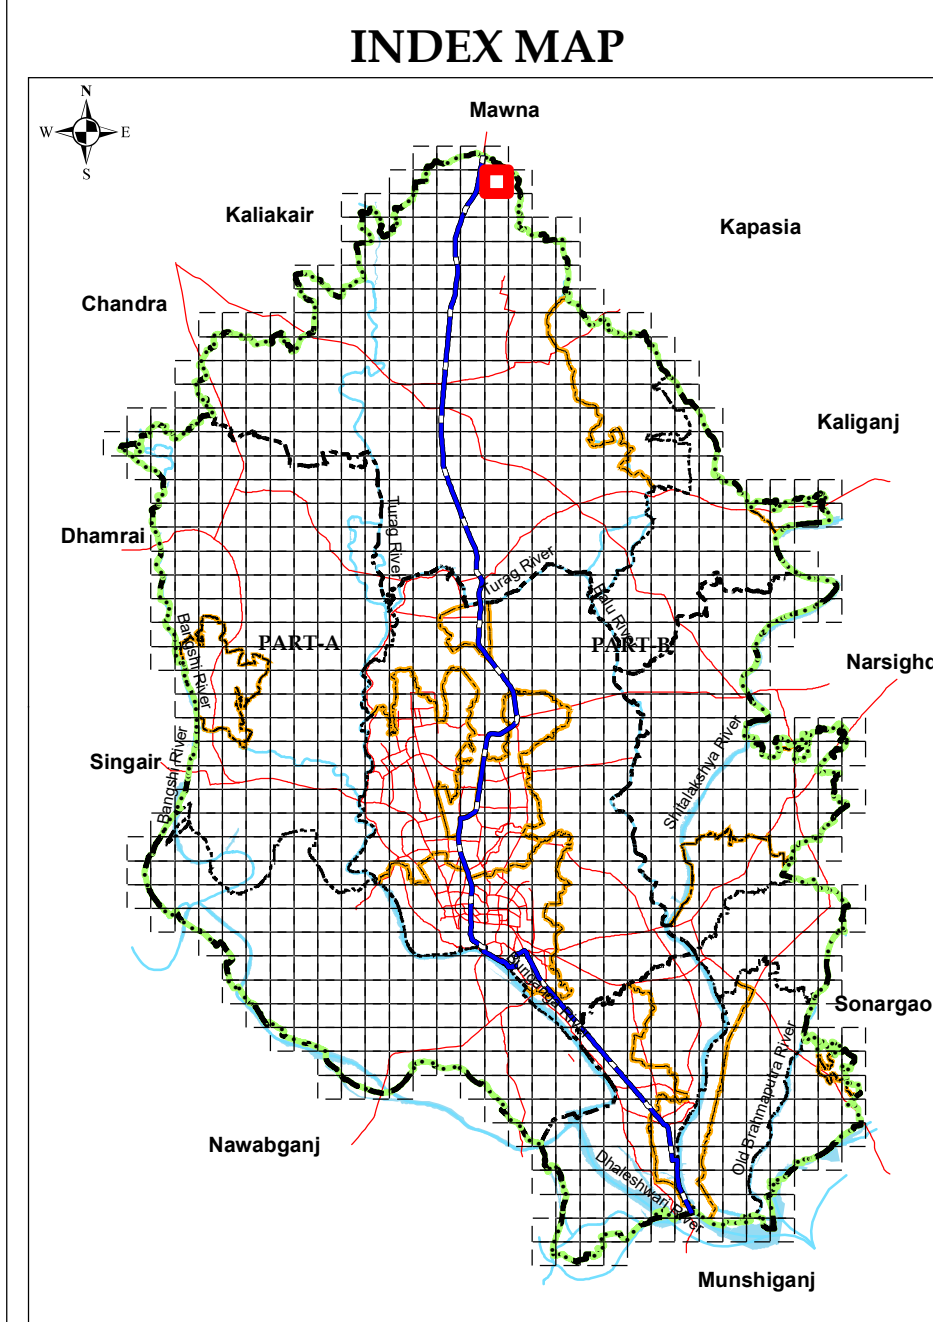 INDEX MAP
N
W E
S
Mawna
Kaliakair
Kapasia
Chandra
Kaliganj
Dhamrai
Turag River
Turag River
Balu River
Bangshi River
PART-A
PART-B
Narsighd
Shitalakshya River
Bangshi River
Singair
Buriganga River
Sonargao
Old Brahmaputra River
Nawabganj
Dhaleshwari River
Munshiganj